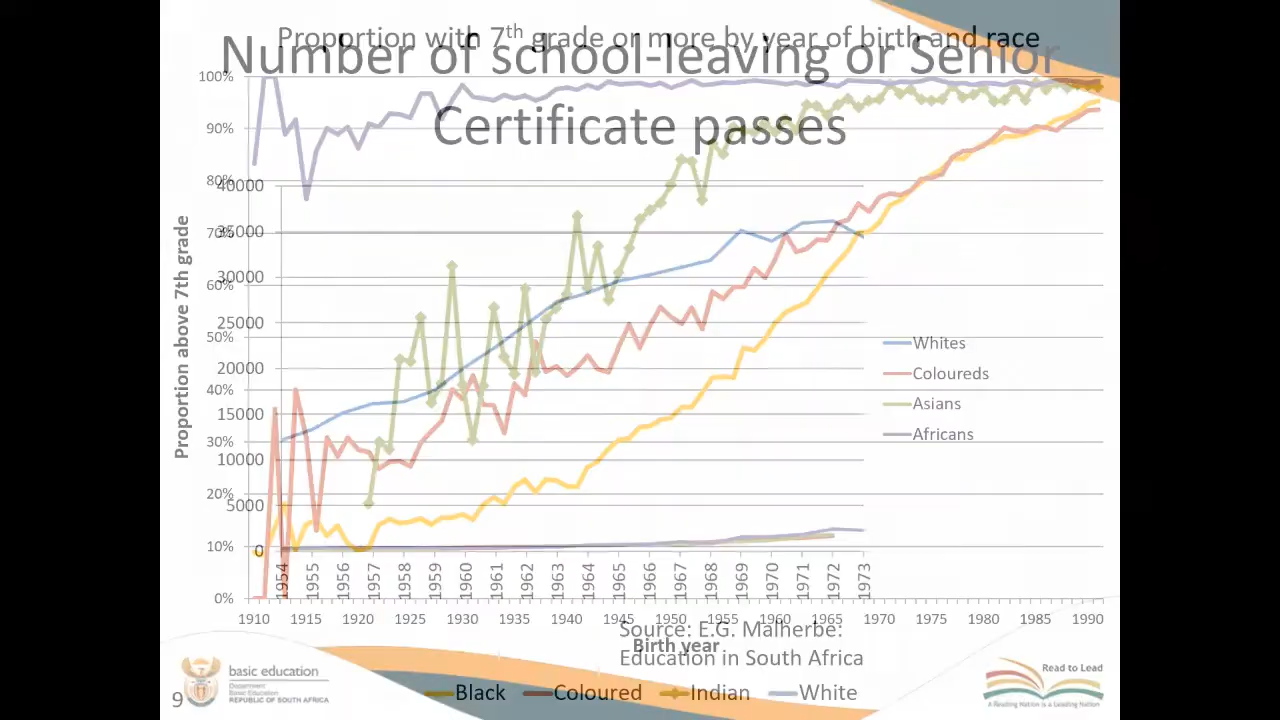 Proportion with 7th grade or more by year of birth and race
Number of school-leaving or Senior
Certificate passes
100%
90%
80%
70%
60%
50%
40%
30%
20%
10%
0%
Proportion above 7th grade
40000
35000
30000
25000
20000
15000
10000
5000
0
1954 1955 1956 1957 1958 1959 1960 1961 1962 1963 1964 1965 1966 1967 1968 1969 1970 1971 1972 1973
1910 1915 1920 1925 1930 1935 1940 1945 1950 1955 1960 1965 1970 1975 1980 1985 1990
Birth year
Whites
Coloureds
Asians
Africans
Source: E.G. Malherbe:
Education in South Africa
Black Coloured Indian White
9
basic education
Department:
Basic Education
REPUBLIC OF SOUTH AFRICA
Read to Lead
A Reading Nation is a Leading Nation